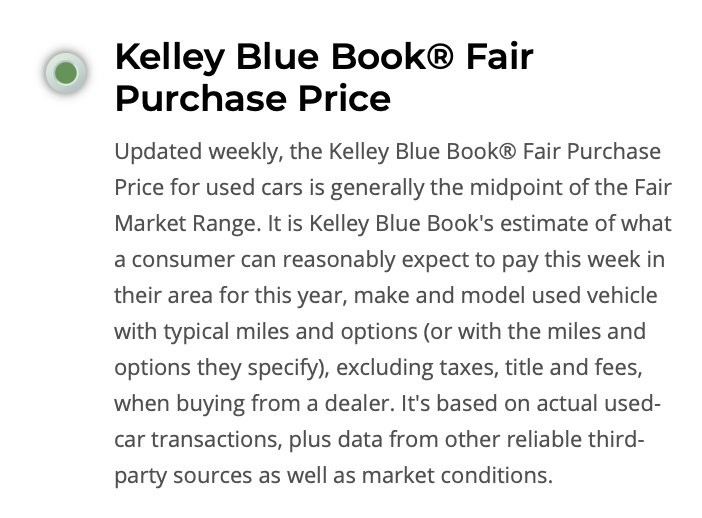 Kelley Blue Book® Fair
Purchase Price
Updated weekly, the Kelley Blue Book® Fair Purchase
Price for used cars is generally the midpoint of the Fair
Market Range. It is Kelley Blue Book's estimate of what
a consumer can reasonably expect to pay this week in
their area for this year, make and model used vehicle
with typical miles and options (or with the miles and
options they specify), excluding taxes, title and fees,
when buying from a dealer. It's based on actual used-
car transactions, plus data from other reliable third-
party sources as well as market conditions.